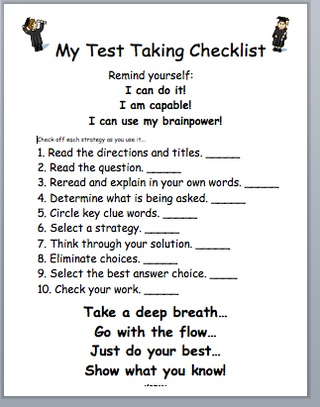 My Test Taking Checklist
Remind yourself:
I can do it!
I am capable!
I can use my brainpower!
Check off each strategy as you use it...
1. Read the directions and titles. _____
2. Read the question. _____
3. Reread and explain in your own words. _____
4. Determine what is being asked. _____
5. Circle key clue words. _____
6. Select a strategy. _____
7. Think through your solution. _____
8. Eliminate choices. _____
9. Select the best answer choice. _____
10. Check your work. _____
Take a deep breath...
Go with the flow...
Just do your best...
Show what you know!